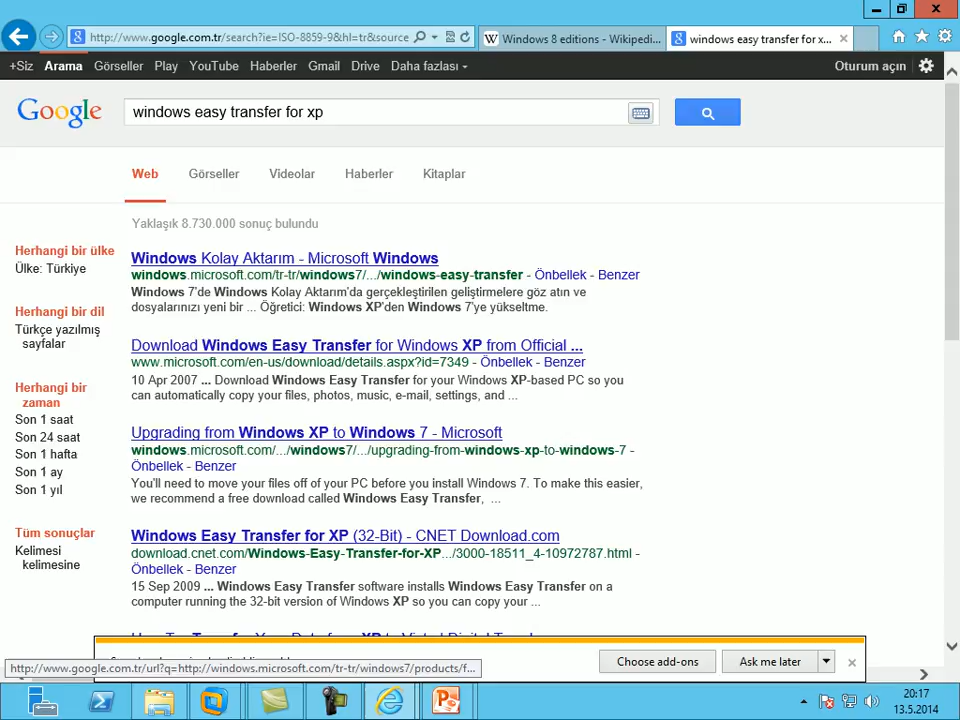 http://www.google.com.tr/search?ie=ISO-8859-9&hl=tr&source
Windows 8 editions - Wikipedi...
windows easy transfer for x...
+Siz Arama Görseller Play YouTube Haberler Gmail Drive Daha fazlası
Oturum açın
Google
windows easy transfer for xp
Web Görseller Videolar Haberler Kitaplar
Yaklaşık 8.730.000 sonuç bulundu
Herhangi bir ülke
Ülke: Türkiye
Herhangi bir dil
Türkçe yazılmış
sayfalar
Herhangi bir
zaman
Son 1 saat
Son 24 saat
Son 1 hafta
Son 1 ay
Son 1 yıl
Tüm sonuçlar
Kelimesi
kelimesine
Windows Kolay Aktarım - Microsoft Windows
windows.microsoft.com/tr-tr/windows7/.../windows-easy-transfer - Önbellek - Benzer
Windows 7'de Windows Kolay Aktarım'da gerçekleştirilen geliştirmelere göz atın ve
dosyalarınızı yeni bir ... Öğretici: Windows XP'den Windows 7'ye yükseltme.
Download Windows Easy Transfer for Windows XP from Official ...
www.microsoft.com/en-us/download/details.aspx?id=7349 - Önbellek - Benzer
10 Apr 2007 ... Download Windows Easy Transfer for your Windows XP-based PC so you
can automatically copy your files, photos, music, e-mail, settings, and ...
Upgrading from Windows XP to Windows 7 - Microsoft
windows.microsoft.com/.../windows7/.../upgrading-from-windows-xp-to-windows-7 -
Önbellek - Benzer
You'll need to move your files off of your PC before you install Windows 7. To make this easier,
we recommend a free download called Windows Easy Transfer, ...
Windows Easy Transfer for XP (32-Bit) - CNET Download.com
download.cnet.com/Windows-Easy-Transfer-for-XP.../3000-18511_4-10972787.html -
Önbellek - Benzer
15 Sep 2009 ... Windows Easy Transfer software installs Windows Easy Transfer on a
computer running the 32-bit version of Windows XP so you can copy your ...
Choose add-ons
Ask me later
http://www.google.com.tr/url?q=http://windows.microsoft.com/tr-tr/windows7/products/f...
20:17
13.5.2014